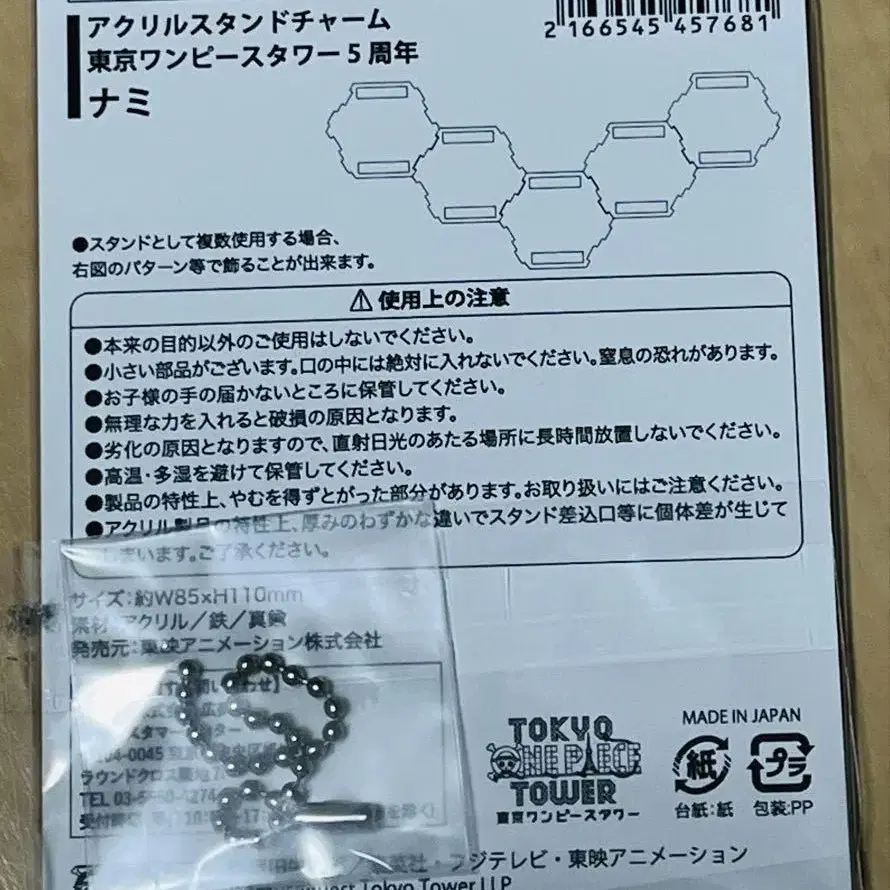 アクリルスタンドチャーム
東京ワンピースタワー5周年
ナミ
2 166545 457681
●スタンドとして複数使用する場合、
右図のパターン等で飾ることが出来ます。
⚠使用上の注意
●本来の目的以外のご使用はしないでください。
●小さい部品がございます。口の中には絶対に入れないでください。窒息の恐れがあります。
●お子様の手の届かないところに保管してください。
●無理な力を入れると破損の原因となります。
●劣化の原因となりますので、直射日光のあたる場所に長時間放置しないでください。
●高温・多湿を避けて保管してください。
●製品の特性上、やむを得ずとがった部分があります。お取り扱いにはご注意ください。
●アクリル製品の特性上、厚みのわずかな違いでスタンド差込口等に個体差が生じて
しまいます。ご了承ください。
サイズ:約W85×H110mm
素材:アクリル/鉄/真鍮
発売元:東映アニメーション株式会社
04-0045
ラウンドクロス
TEL 03-5
受付時間
TOKYO
ONE PIECE
TOWER
東京ワンピースタワー
MADE IN JAPAN
紙
プラ
台紙:紙
包装:PP
・フジテレビ・東映アニメーション
Tokyo Tower LLP